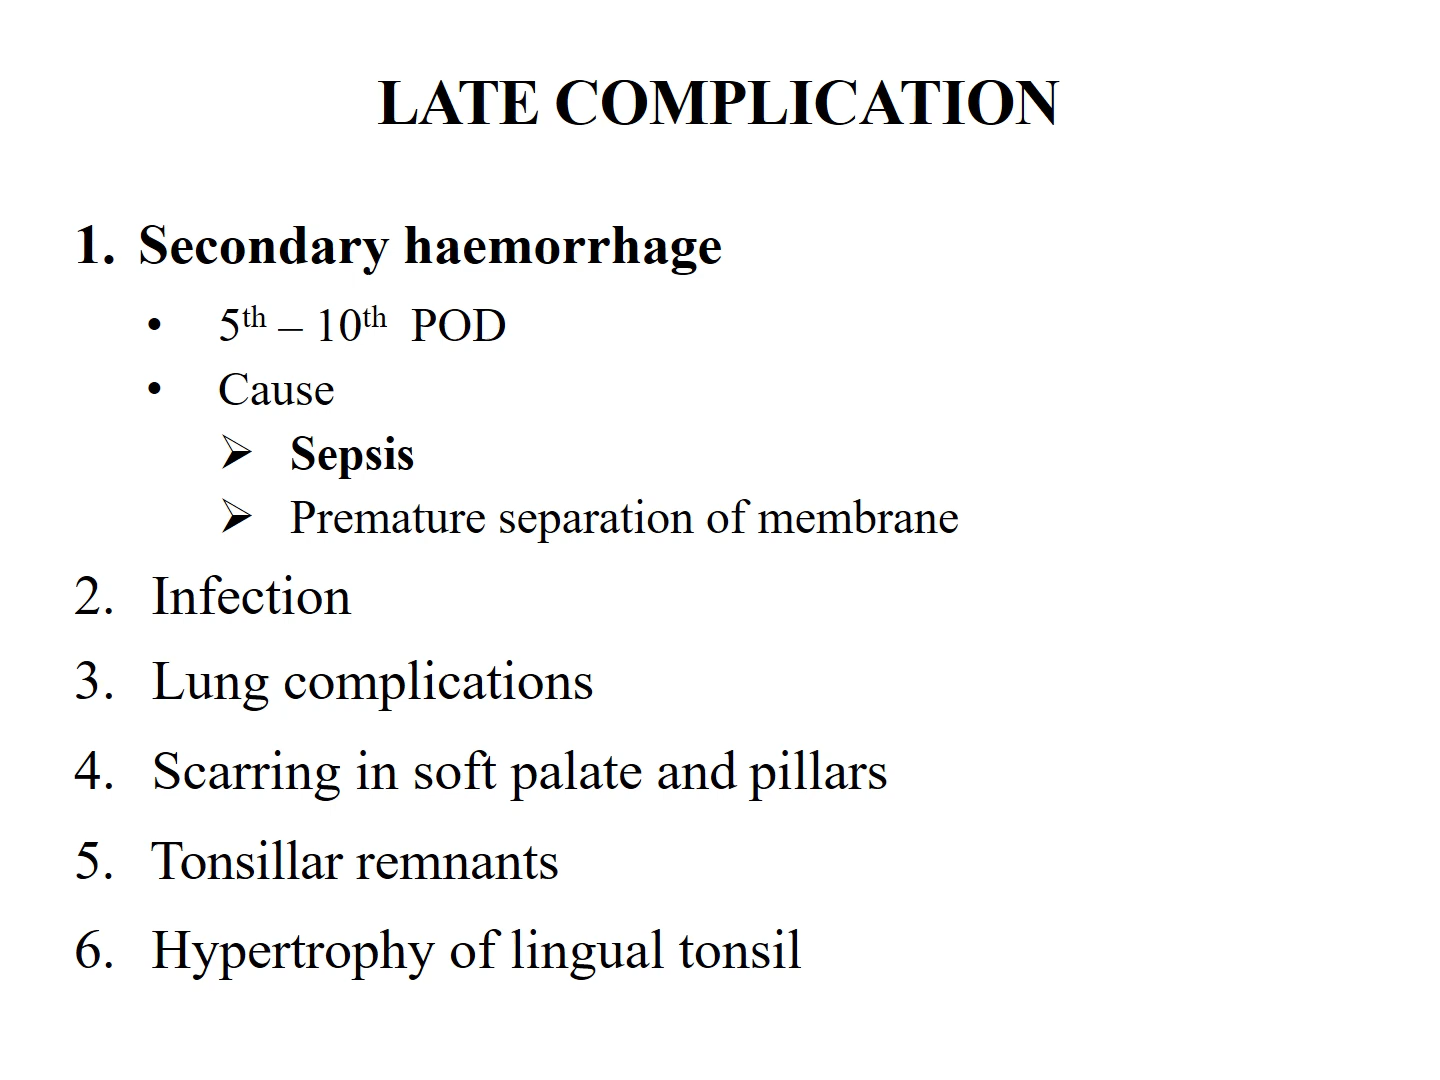 LATE COMPLICATION
1. Secondary haemorrhage
• 5th – 10th POD
• Cause
➢ Sepsis
➢ Premature separation of membrane
2. Infection
3. Lung complications
4. Scarring in soft palate and pillars
5. Tonsillar remnants
6. Hypertrophy of lingual tonsil